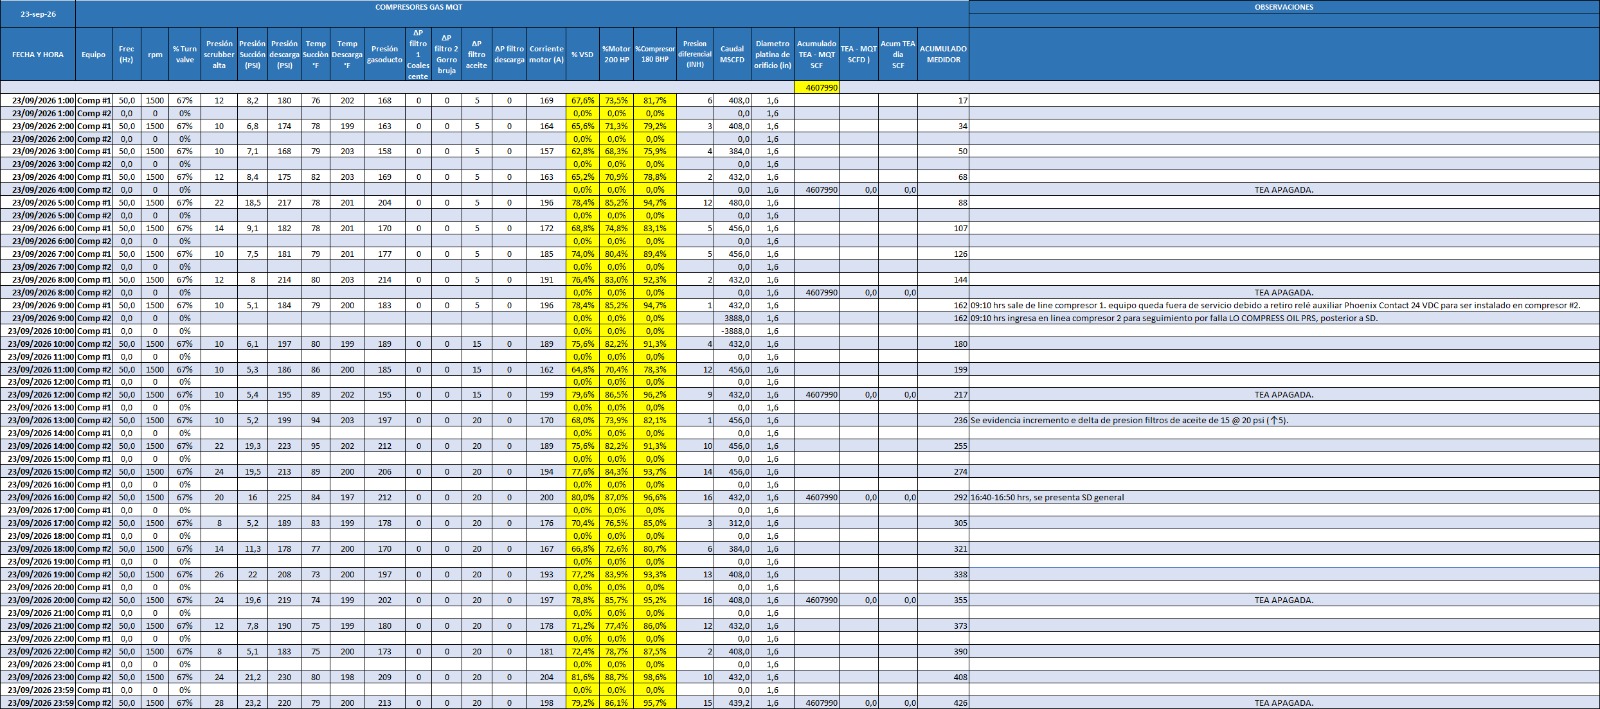 23-sep-26 COMPRESORES GAS MQT OBSERVACIONES
FECHA Y HORA Equipo Frec (Hz) rpm % Turn valve Presión scrubber alta Presión Succión (PSI) Presión descarga (PSI) Temp Succión °F Temp Descarga °F Presión gasoducto ΔP filtro 1 Coales cente ΔP filtro 2 Gorro bruja ΔP filtro aceite ΔP filtro descarga Corriente motor (A) % VSD %Motor 200 HP %Compresor 180 BHP Presion diferencial (INH) Caudal MSCFD Diametro platina de orificio (in) Acumulado TEA - MQT SCF TEA - MQT SCFD ) Acum TEA dia SCF ACUMULADO MEDIDOR
4607990
23/09/2026 1:00 Comp #1 50,0 1500 67% 12 8,2 180 76 202 168 0 0 5 0 169 67,6% 73,5% 81,7% 6 408,0 1,6 17
23/09/2026 1:00 Comp #2 0,0 0 0% 0,0% 0,0% 0,0% 0,0 1,6
23/09/2026 2:00 Comp #1 50,0 1500 67% 10 6,8 174 78 199 163 0 0 5 0 164 65,6% 71,3% 79,2% 3 408,0 1,6 34
23/09/2026 2:00 Comp #2 0,0 0 0% 0,0% 0,0% 0,0% 0,0 1,6
23/09/2026 3:00 Comp #1 50,0 1500 67% 10 7,1 168 79 203 158 0 0 5 0 157 62,8% 68,3% 75,9% 4 384,0 1,6 50
23/09/2026 3:00 Comp #2 0,0 0 0% 0,0% 0,0% 0,0% 0,0 1,6
23/09/2026 4:00 Comp #1 50,0 1500 67% 12 8,4 175 82 203 169 0 0 5 0 163 65,2% 70,9% 78,8% 2 432,0 1,6 68
23/09/2026 4:00 Comp #2 0,0 0 0% 0,0% 0,0% 0,0% 0,0 1,6 4607990 0,0 0,0 TEA APAGADA.
23/09/2026 5:00 Comp #1 50,0 1500 67% 22 18,5 217 78 201 204 0 0 5 0 196 78,4% 85,2% 94,7% 12 480,0 1,6 88
23/09/2026 5:00 Comp #2 0,0 0 0% 0,0% 0,0% 0,0% 0,0 1,6
23/09/2026 6:00 Comp #1 50,0 1500 67% 14 9,1 182 78 201 170 0 0 5 0 172 68,8% 74,8% 83,1% 5 456,0 1,6 107
23/09/2026 6:00 Comp #2 0,0 0 0% 0,0% 0,0% 0,0% 0,0 1,6
23/09/2026 7:00 Comp #1 50,0 1500 67% 10 7,5 181 79 201 177 0 0 5 0 185 74,0% 80,4% 89,4% 5 456,0 1,6 126
23/09/2026 7:00 Comp #2 0,0 0 0% 0,0% 0,0% 0,0% 0,0 1,6
23/09/2026 8:00 Comp #1 50,0 1500 67% 12 8 214 80 203 214 0 0 5 0 191 76,4% 83,0% 92,3% 2 432,0 1,6 144
23/09/2026 8:00 Comp #2 0,0 0 0% 0,0% 0,0% 0,0% 0,0 1,6 4607990 0,0 0,0 TEA APAGADA.
23/09/2026 9:00 Comp #1 50,0 1500 67% 10 5,1 184 79 200 183 0 0 5 0 196 78,4% 85,2% 94,7% 1 432,0 1,6 162 09:10 hrs sale de line compresor 1. equipo queda fuera de servicio debido a retiro relé auxiliar Phoenix Contact 24 VDC para ser instalado en compresor #2.
23/09/2026 9:00 Comp #2 0,0 0 0% 0,0% 0,0% 0,0% 3888,0 1,6 162 09:10 hrs ingresa en linea compresor 2 para seguimiento por falla LO COMPRESS OIL PRS, posterior a SD.
23/09/2026 10:00 Comp #1 0,0 0 0% 0,0% 0,0% 0,0% -3888,0 1,6
23/09/2026 10:00 Comp #2 50,0 1500 67% 10 6,1 197 80 199 189 0 0 15 0 189 75,6% 82,2% 91,3% 4 432,0 1,6 180
23/09/2026 11:00 Comp #1 0,0 0 0% 0,0% 0,0% 0,0% 0,0 1,6
23/09/2026 11:00 Comp #2 50,0 1500 67% 10 5,3 186 86 200 185 0 0 15 0 162 64,8% 70,4% 78,3% 12 456,0 1,6 199
23/09/2026 12:00 Comp #1 0,0 0 0% 0,0% 0,0% 0,0% 0,0 1,6
23/09/2026 12:00 Comp #2 50,0 1500 67% 10 5,4 195 89 202 195 0 0 15 0 199 79,6% 86,5% 96,2% 9 432,0 1,6 4607990 0,0 0,0 217 TEA APAGADA.
23/09/2026 13:00 Comp #1 0,0 0 0% 0,0% 0,0% 0,0% 0,0 1,6
23/09/2026 13:00 Comp #2 50,0 1500 67% 10 5,2 199 94 203 197 0 0 20 0 170 68,0% 73,9% 82,1% 1 456,0 1,6 236 Se evidencia incremento e delta de presion filtros de aceite de 15 @ 20 psi (↑5).
23/09/2026 14:00 Comp #1 0,0 0 0% 0,0% 0,0% 0,0% 0,0 1,6
23/09/2026 14:00 Comp #2 50,0 1500 67% 22 19,3 223 95 202 212 0 0 20 0 189 75,6% 82,2% 91,3% 10 456,0 1,6 255
23/09/2026 15:00 Comp #1 0,0 0 0% 0,0% 0,0% 0,0% 0,0 1,6
23/09/2026 15:00 Comp #2 50,0 1500 67% 24 19,5 213 89 200 206 0 0 20 0 194 77,6% 84,3% 93,7% 14 456,0 1,6 274
23/09/2026 16:00 Comp #1 0,0 0 0% 0,0% 0,0% 0,0% 0,0 1,6
23/09/2026 16:00 Comp #2 50,0 1500 67% 20 16 225 84 197 212 0 0 20 0 200 80,0% 87,0% 96,6% 16 432,0 1,6 4607990 0,0 0,0 292 16:40-16:50 hrs, se presenta SD general
23/09/2026 17:00 Comp #1 0,0 0 0% 0,0% 0,0% 0,0% 0,0 1,6
23/09/2026 17:00 Comp #2 50,0 1500 67% 8 5,2 189 83 199 178 0 0 20 0 176 70,4% 76,5% 85,0% 3 312,0 1,6 305
23/09/2026 18:00 Comp #1 0,0 0 0% 0,0% 0,0% 0,0% 0,0 1,6
23/09/2026 18:00 Comp #2 50,0 1500 67% 14 11,3 178 77 200 170 0 0 20 0 167 66,8% 72,6% 80,7% 6 384,0 1,6 321
23/09/2026 19:00 Comp #1 0,0 0 0% 0,0% 0,0% 0,0% 0,0 1,6
23/09/2026 19:00 Comp #2 50,0 1500 67% 26 22 208 73 200 197 0 0 20 0 193 77,2% 83,9% 93,3% 13 408,0 1,6 338
23/09/2026 20:00 Comp #1 0,0 0 0% 0,0% 0,0% 0,0% 0,0 1,6
23/09/2026 20:00 Comp #2 50,0 1500 67% 24 19,6 219 74 199 202 0 0 20 0 197 78,8% 85,7% 95,2% 16 408,0 1,6 4607990 0,0 0,0 355 TEA APAGADA.
23/09/2026 21:00 Comp #1 0,0 0 0% 0,0% 0,0% 0,0% 0,0 1,6
23/09/2026 21:00 Comp #2 50,0 1500 67% 12 7,8 190 75 199 180 0 0 20 0 178 71,2% 77,4% 86,0% 12 432,0 1,6 373
23/09/2026 22:00 Comp #1 0,0 0 0% 0,0% 0,0% 0,0% 0,0 1,6
23/09/2026 22:00 Comp #2 50,0 1500 67% 8 5,1 183 75 200 173 0 0 20 0 181 72,4% 78,7% 87,5% 2 408,0 1,6 390
23/09/2026 23:00 Comp #1 0,0 0 0% 0,0% 0,0% 0,0% 0,0 1,6
23/09/2026 23:00 Comp #2 50,0 1500 67% 24 21,2 230 80 198 209 0 0 20 0 204 81,6% 88,7% 98,6% 10 432,0 1,6 408
23/09/2026 23:59 Comp #1 0,0 0 0% 0,0% 0,0% 0,0% 0,0 1,6
23/09/2026 23:59 Comp #2 50,0 1500 67% 28 23,2 220 79 200 213 0 0 20 0 198 79,2% 86,1% 95,7% 15 439,2 1,6 4607990 0,0 0,0 426 TEA APAGADA.